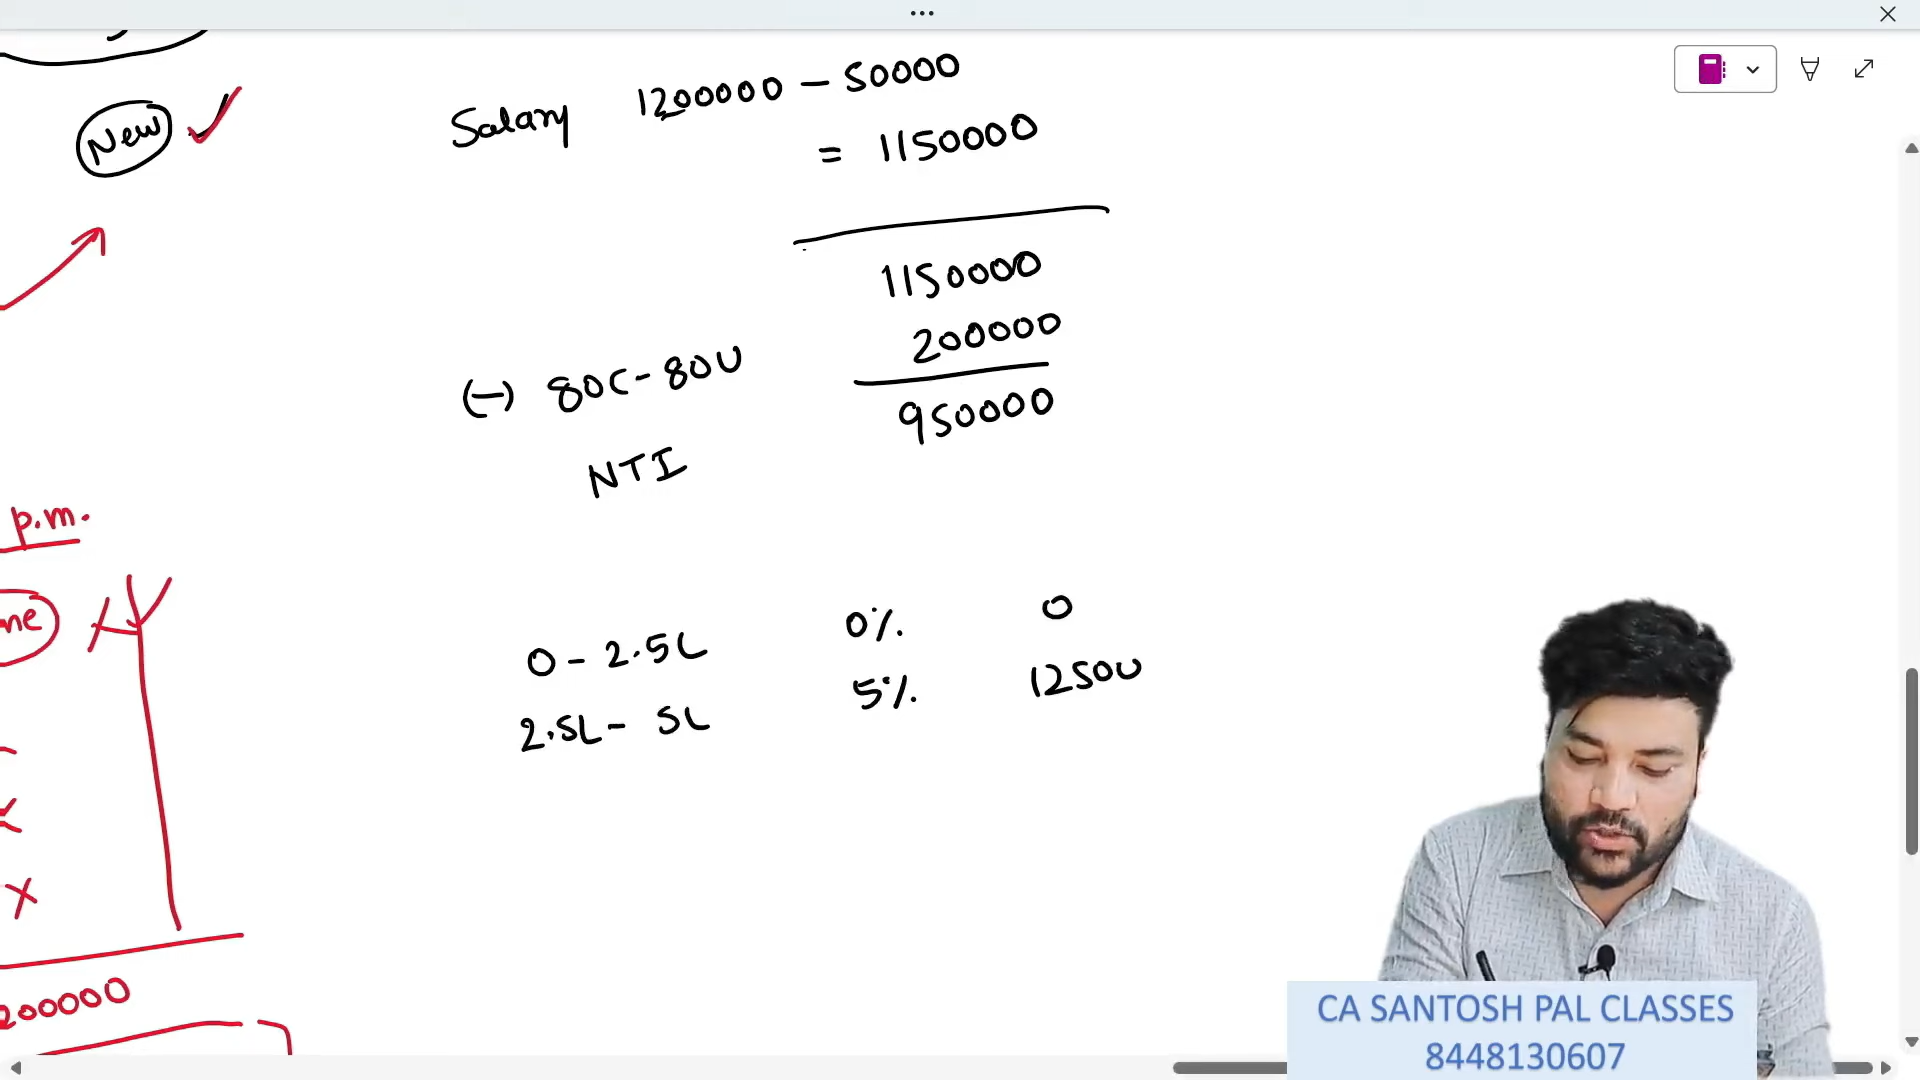 New
Salary 1200000 - 50000
= 1150000
1150000
(-) 80C - 80U 200000
NTI 950000
p.m.
0 - 2.5L 0% 0
2.5L - 5L 5% 12500
x
200000
CA SANTOSH PAL CLASSES
8448130607